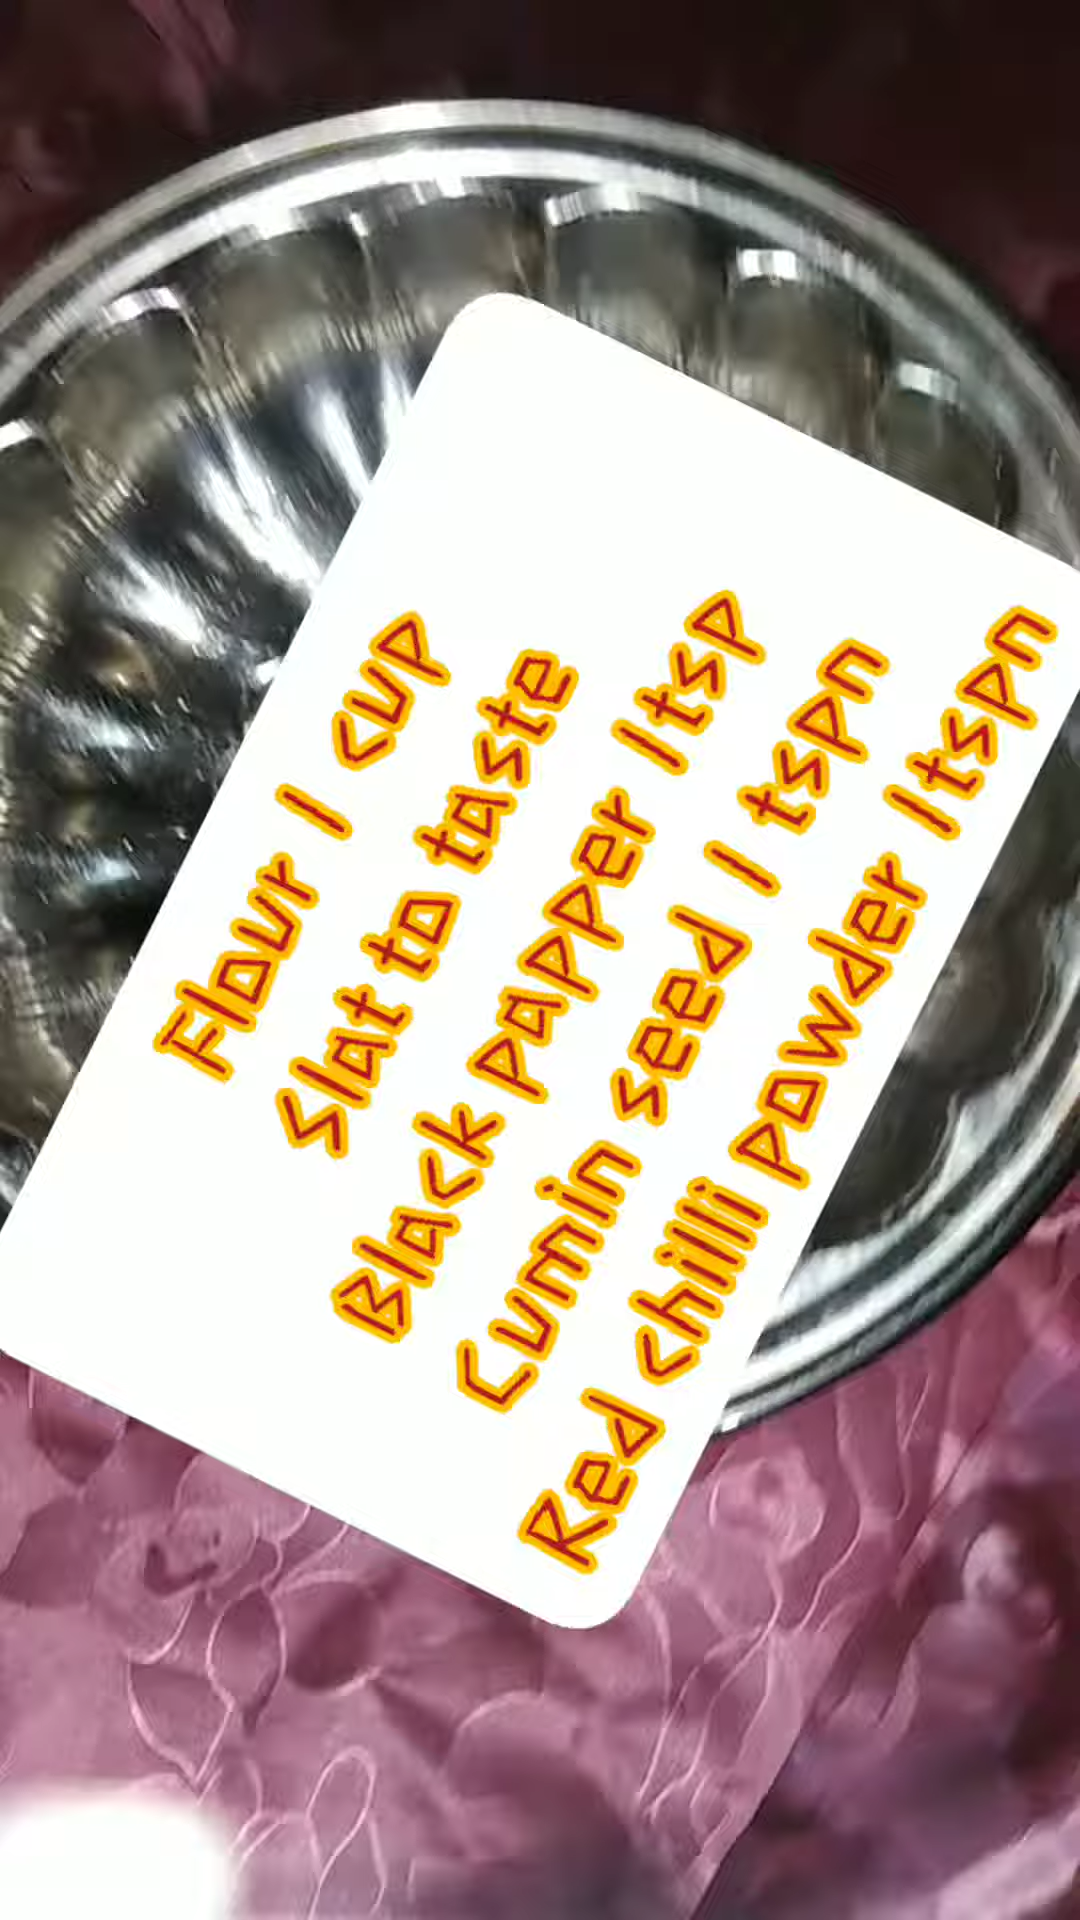 Flour 1 cup
Slat to taste
Black papper 1tsp
Cumin seed 1 tspn
Red chilli powder 1tspn